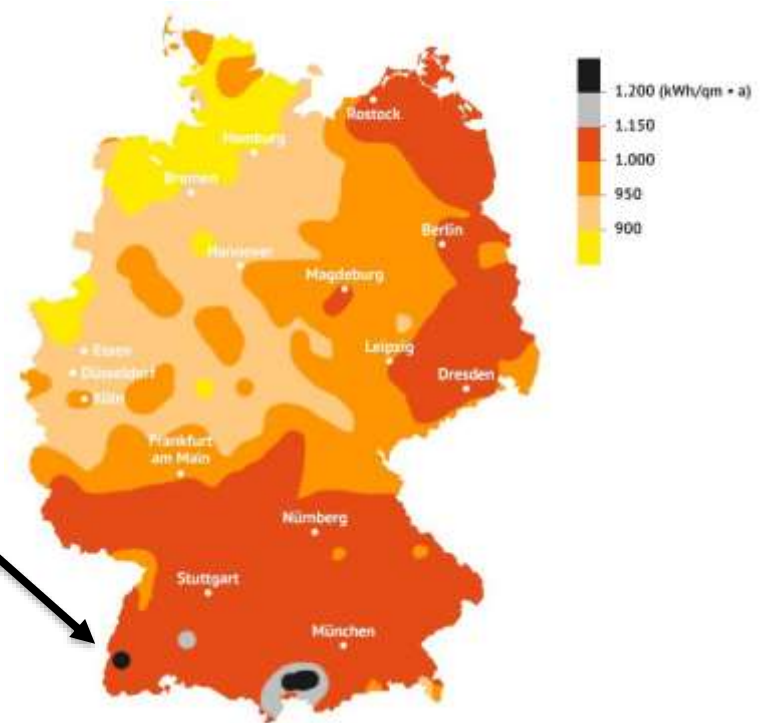 1.200 (kWh/qm • a)
1.150
1.000
950
900
Rostock
Hamburg
Bremen
Berlin
Hannover
Magdeburg
Essen
Leipzig
Düsseldorf
Dresden
Köln
Frankfurt
am Main
Nürnberg
Stuttgart
München